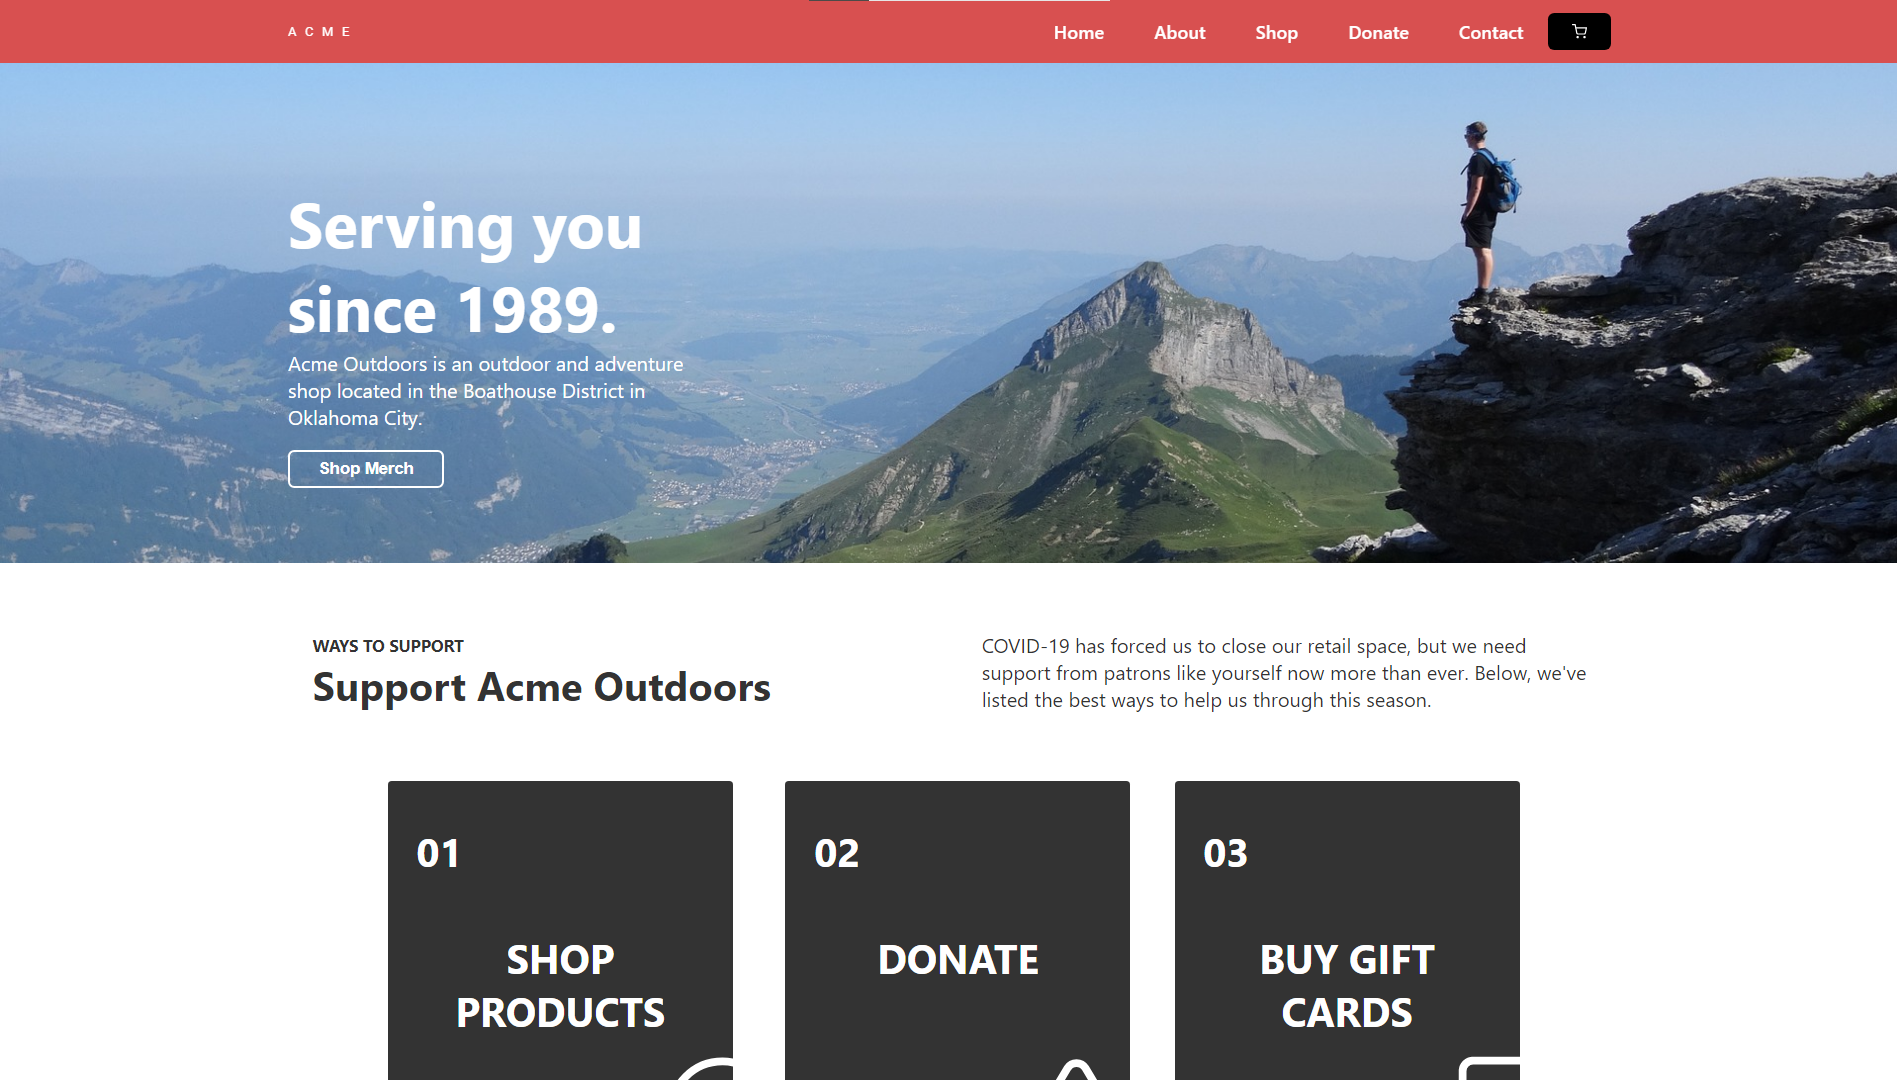 ACME
Home About Shop Donate Contact
Serving you
since 1989.
Acme Outdoors is an outdoor and adventure
shop located in the Boathouse District in
Oklahoma City.
Shop Merch
WAYS TO SUPPORT
Support Acme Outdoors
COVID-19 has forced us to close our retail space, but we need
support from patrons like yourself now more than ever. Below, we've
listed the best ways to help us through this season.
01
SHOP
PRODUCTS
02
DONATE
03
BUY GIFT
CARDS